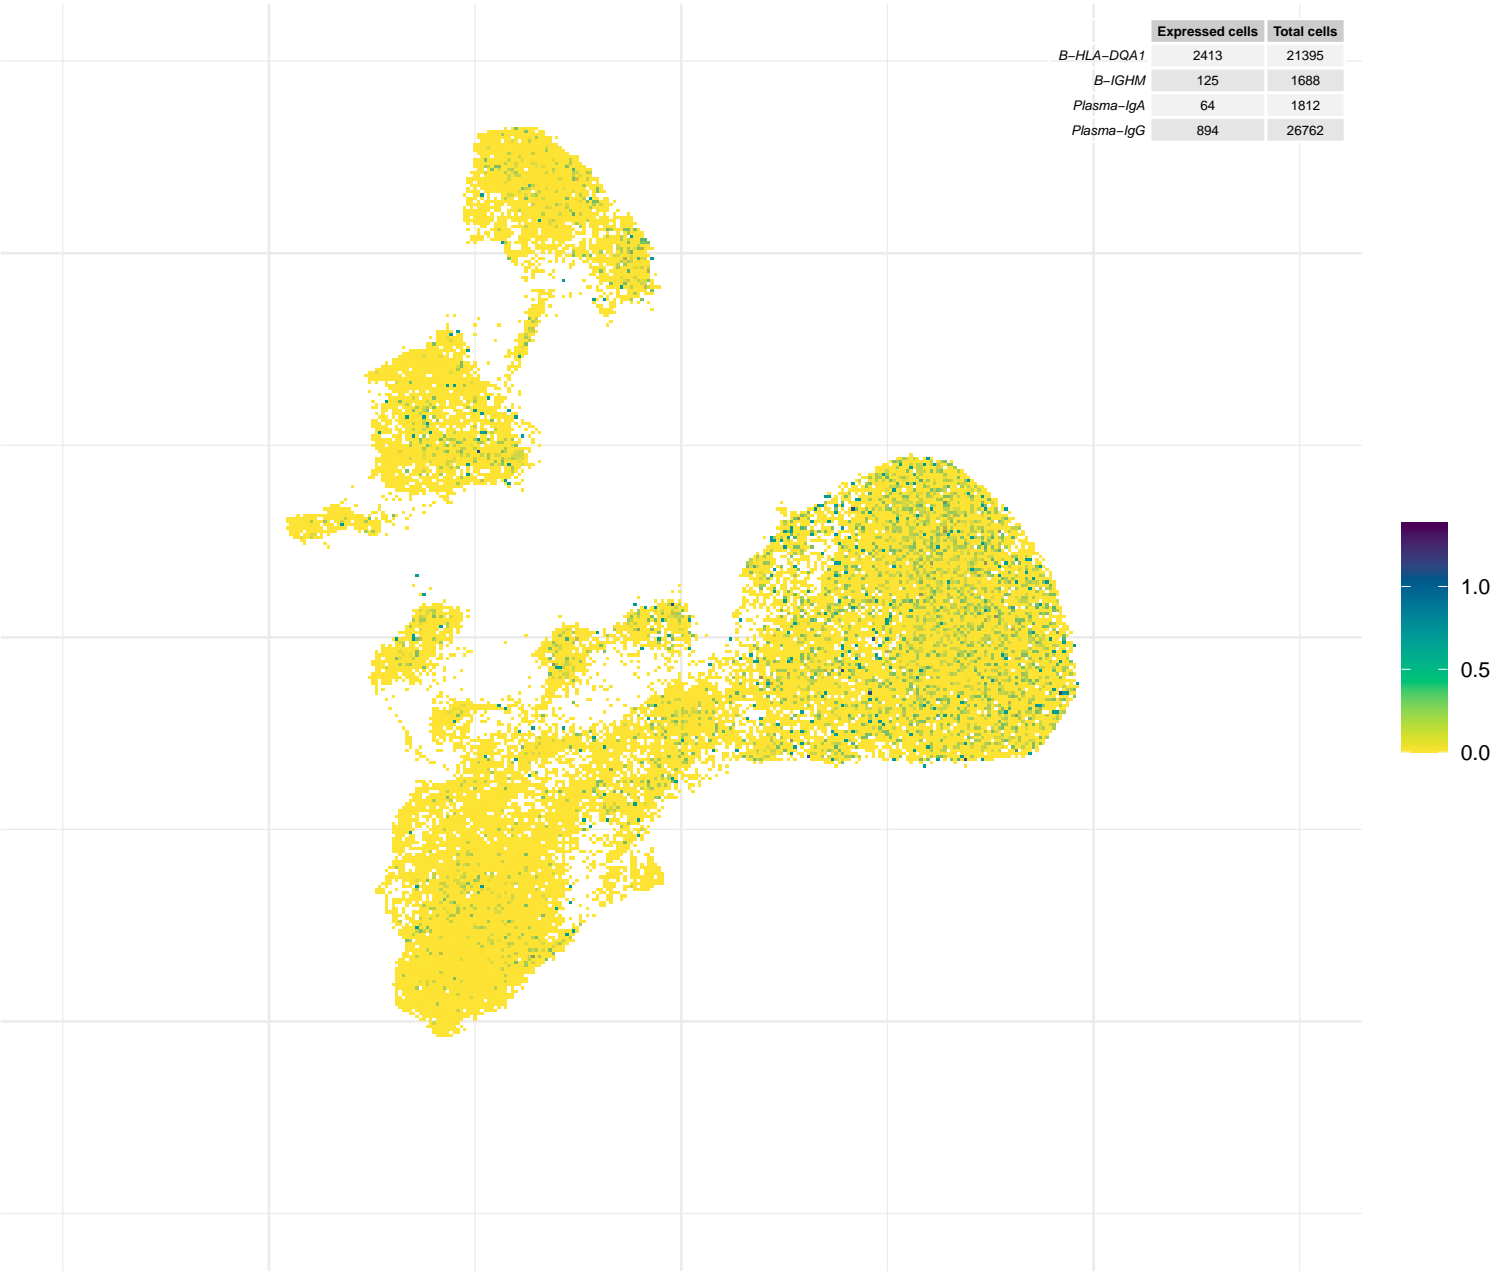 Expressed cells Total cells
B−HLA−DQA1 2413 21395
B−IGHM 125 1688
Plasma−IgA 64 1812
Plasma−IgG 894 26762
1.0
0.5
0.0